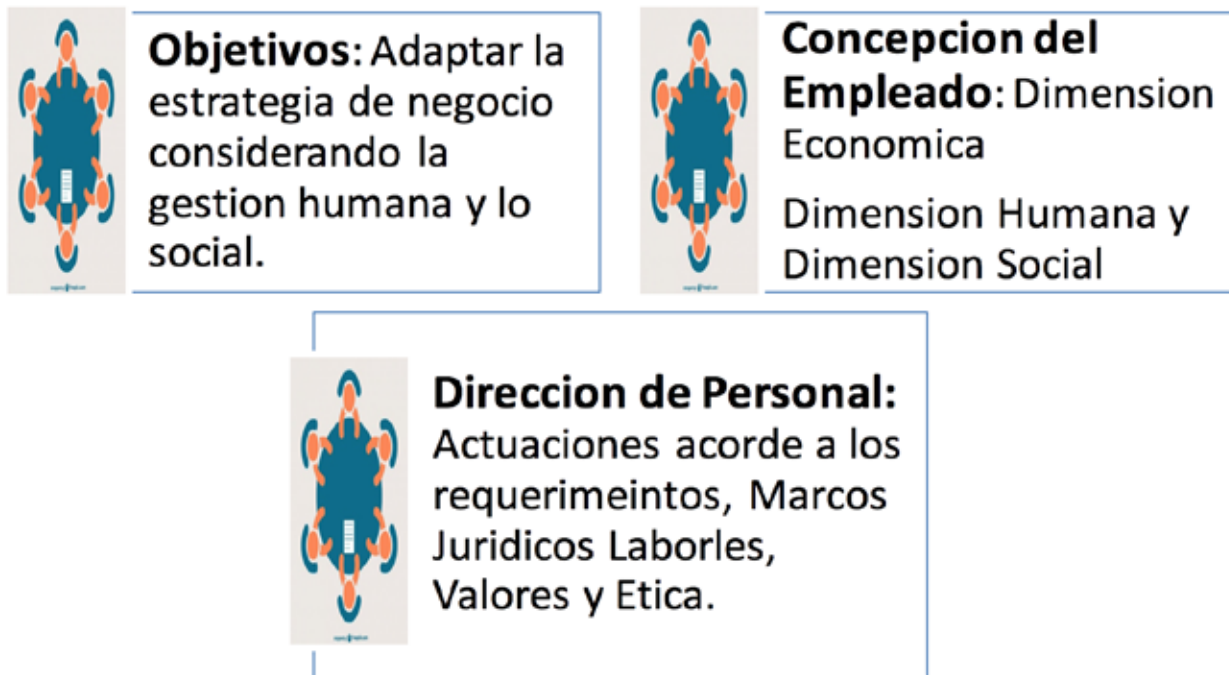 Objetivos: Adaptar la
estrategia de negocio
considerando la
gestion humana y lo
social.
Concepcion del
Empleado: Dimension
Economica
Dimension Humana y
Dimension Social
Direccion de Personal:
Actuaciones acorde a los
requerimeintos, Marcos
Juridicos Laborles,
Valores y Etica.